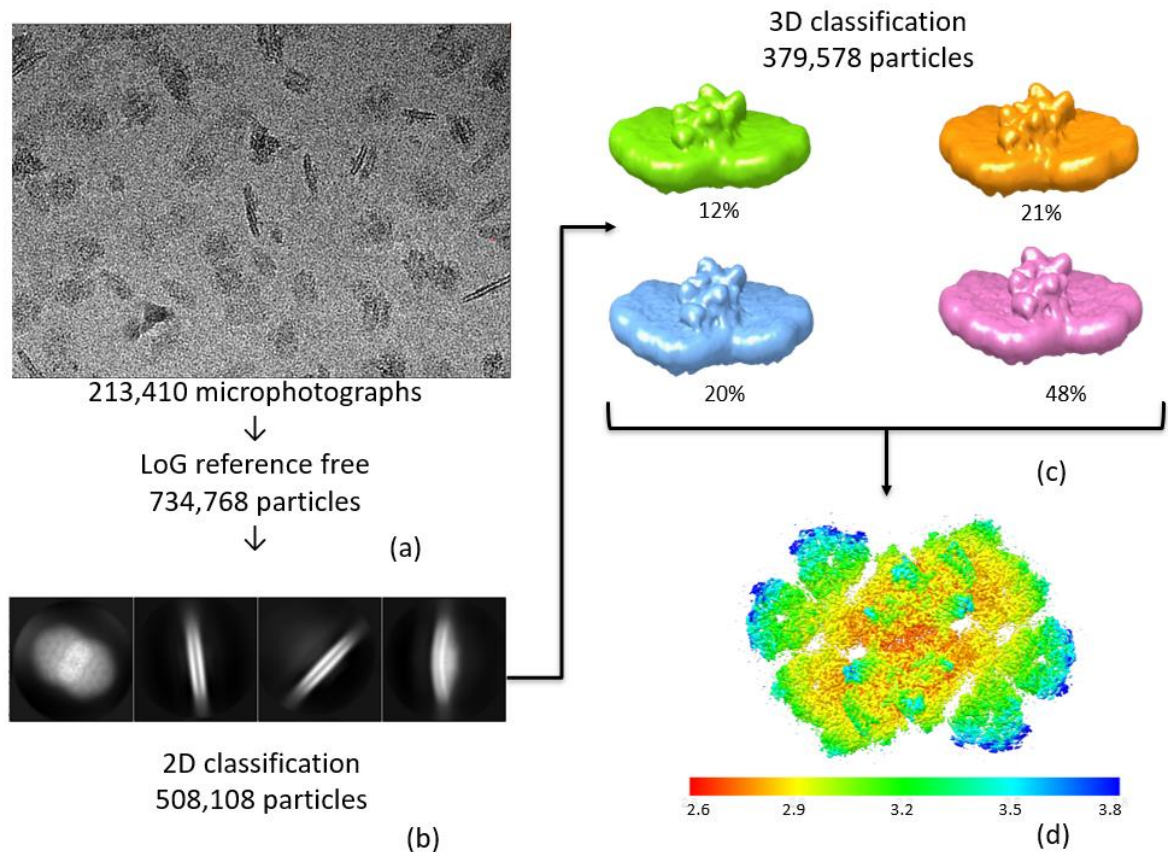 213,410 microphotographs
↓
LoG reference free
734,768 particles
↓
(a)
2D classification
508,108 particles
(b)
3D classification
379,578 particles
12%
21%
20%
48%
(c)
2.6 2.9 3.2 3.5 3.8
(d)